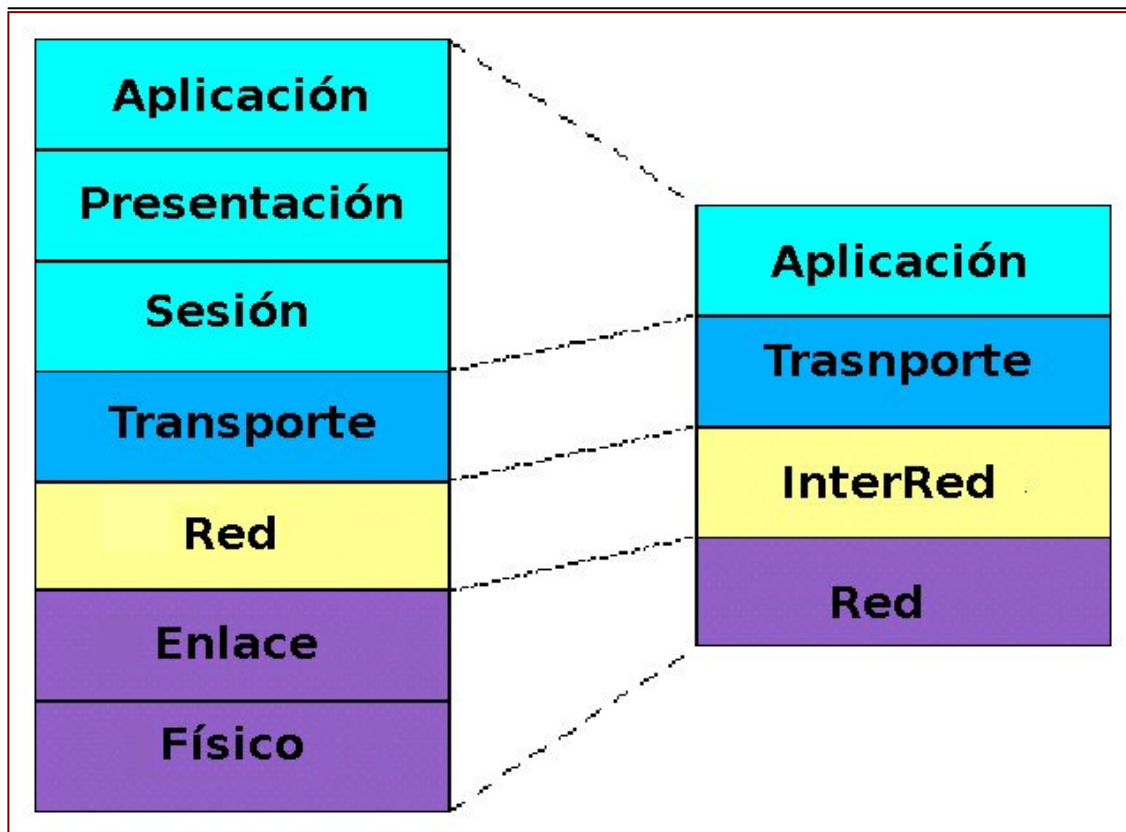 Aplicación
Presentación
Sesión
Transporte
Red
Enlace
Físico
Aplicación
Trasnporte
InterRed
Red